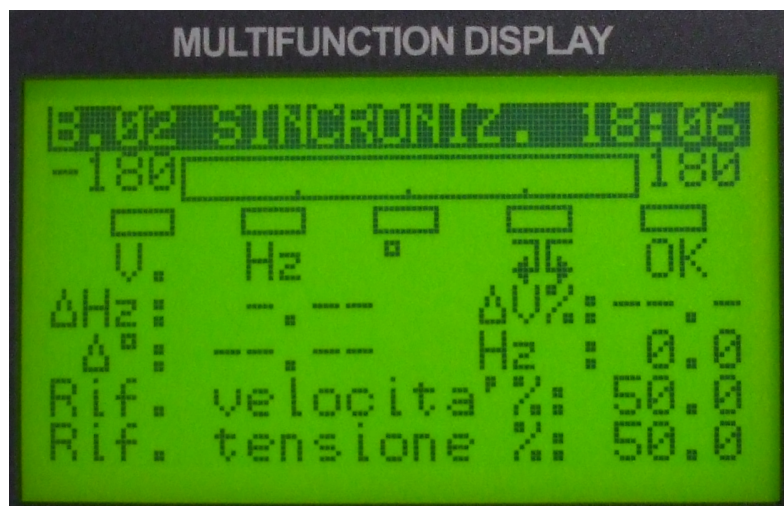 MULTIFUNCTION DISPLAY
B.02 SINCRONIZ. 18:06
-180 180
V. Hz ° OK
ΔHz: -.-- ΔV%:--.-
Δ°: --.-- Hz : 0.0
Rif. velocita'%: 50.0
Rif. tensione %: 50.0